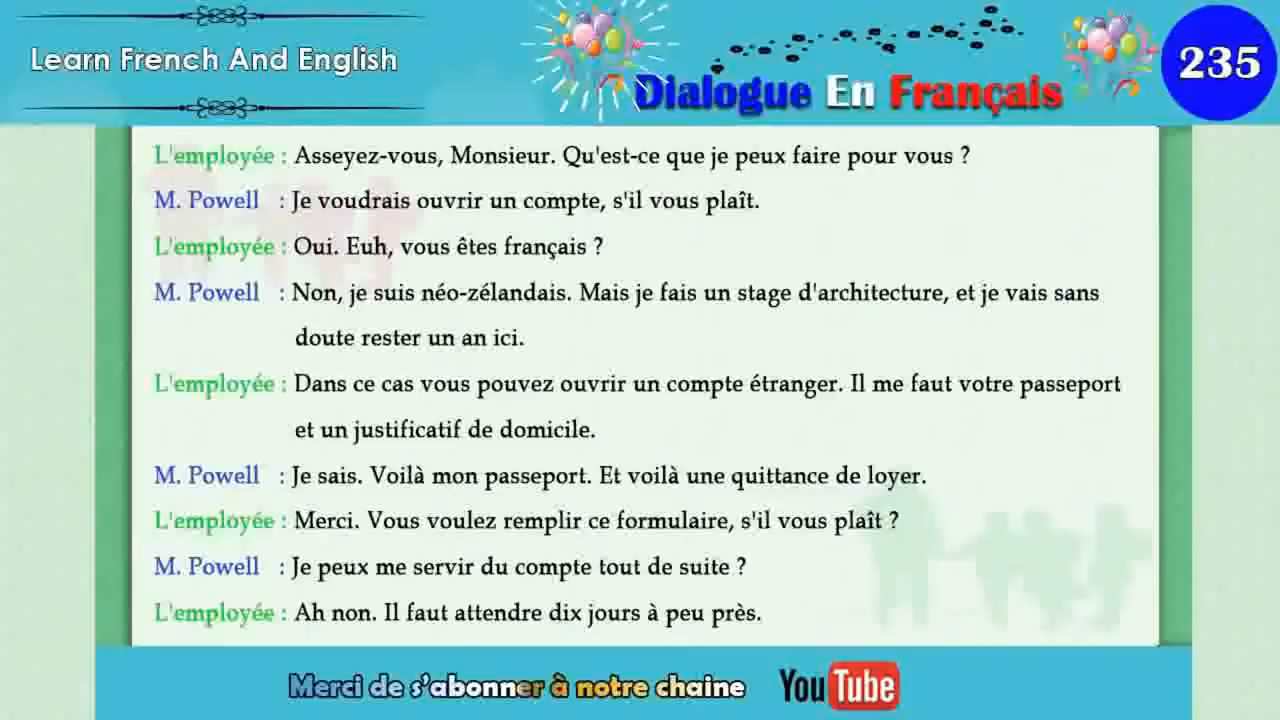 Learn French And English
Dialogue En Français
235
L'employée : Asseyez-vous, Monsieur. Qu'est-ce que je peux faire pour vous ?
M. Powell : Je voudrais ouvrir un compte, s'il vous plaît.
L'employée : Oui. Euh, vous êtes français ?
M. Powell : Non, je suis néo-zélandais. Mais je fais un stage d'architecture, et je vais sans
doute rester un an ici.
L'employée : Dans ce cas vous pouvez ouvrir un compte étranger. Il me faut votre passeport
et un justificatif de domicile.
M. Powell : Je sais. Voilà mon passeport. Et voilà une quittance de loyer.
L'employée : Merci. Vous voulez remplir ce formulaire, s'il vous plaît ?
M. Powell : Je peux me servir du compte tout de suite ?
L'employée : Ah non. Il faut attendre dix jours à peu près.
Merci de s'abonner à notre chaine YouTube